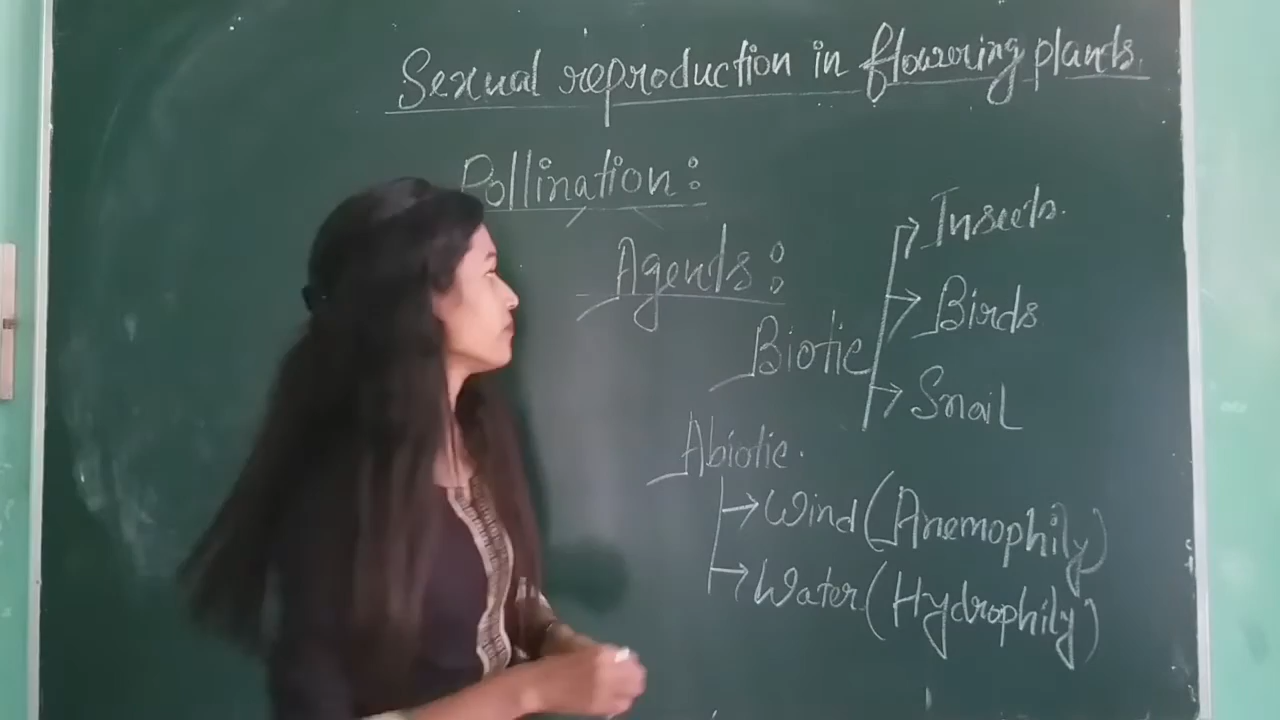 Sexual reproduction in flowering plants.
Pollination:
Agents:
Biotic
→ Insects.
→ Birds
→ Snail
Abiotic.
→ Wind (Anemophily)
→ Water (Hydrophily)